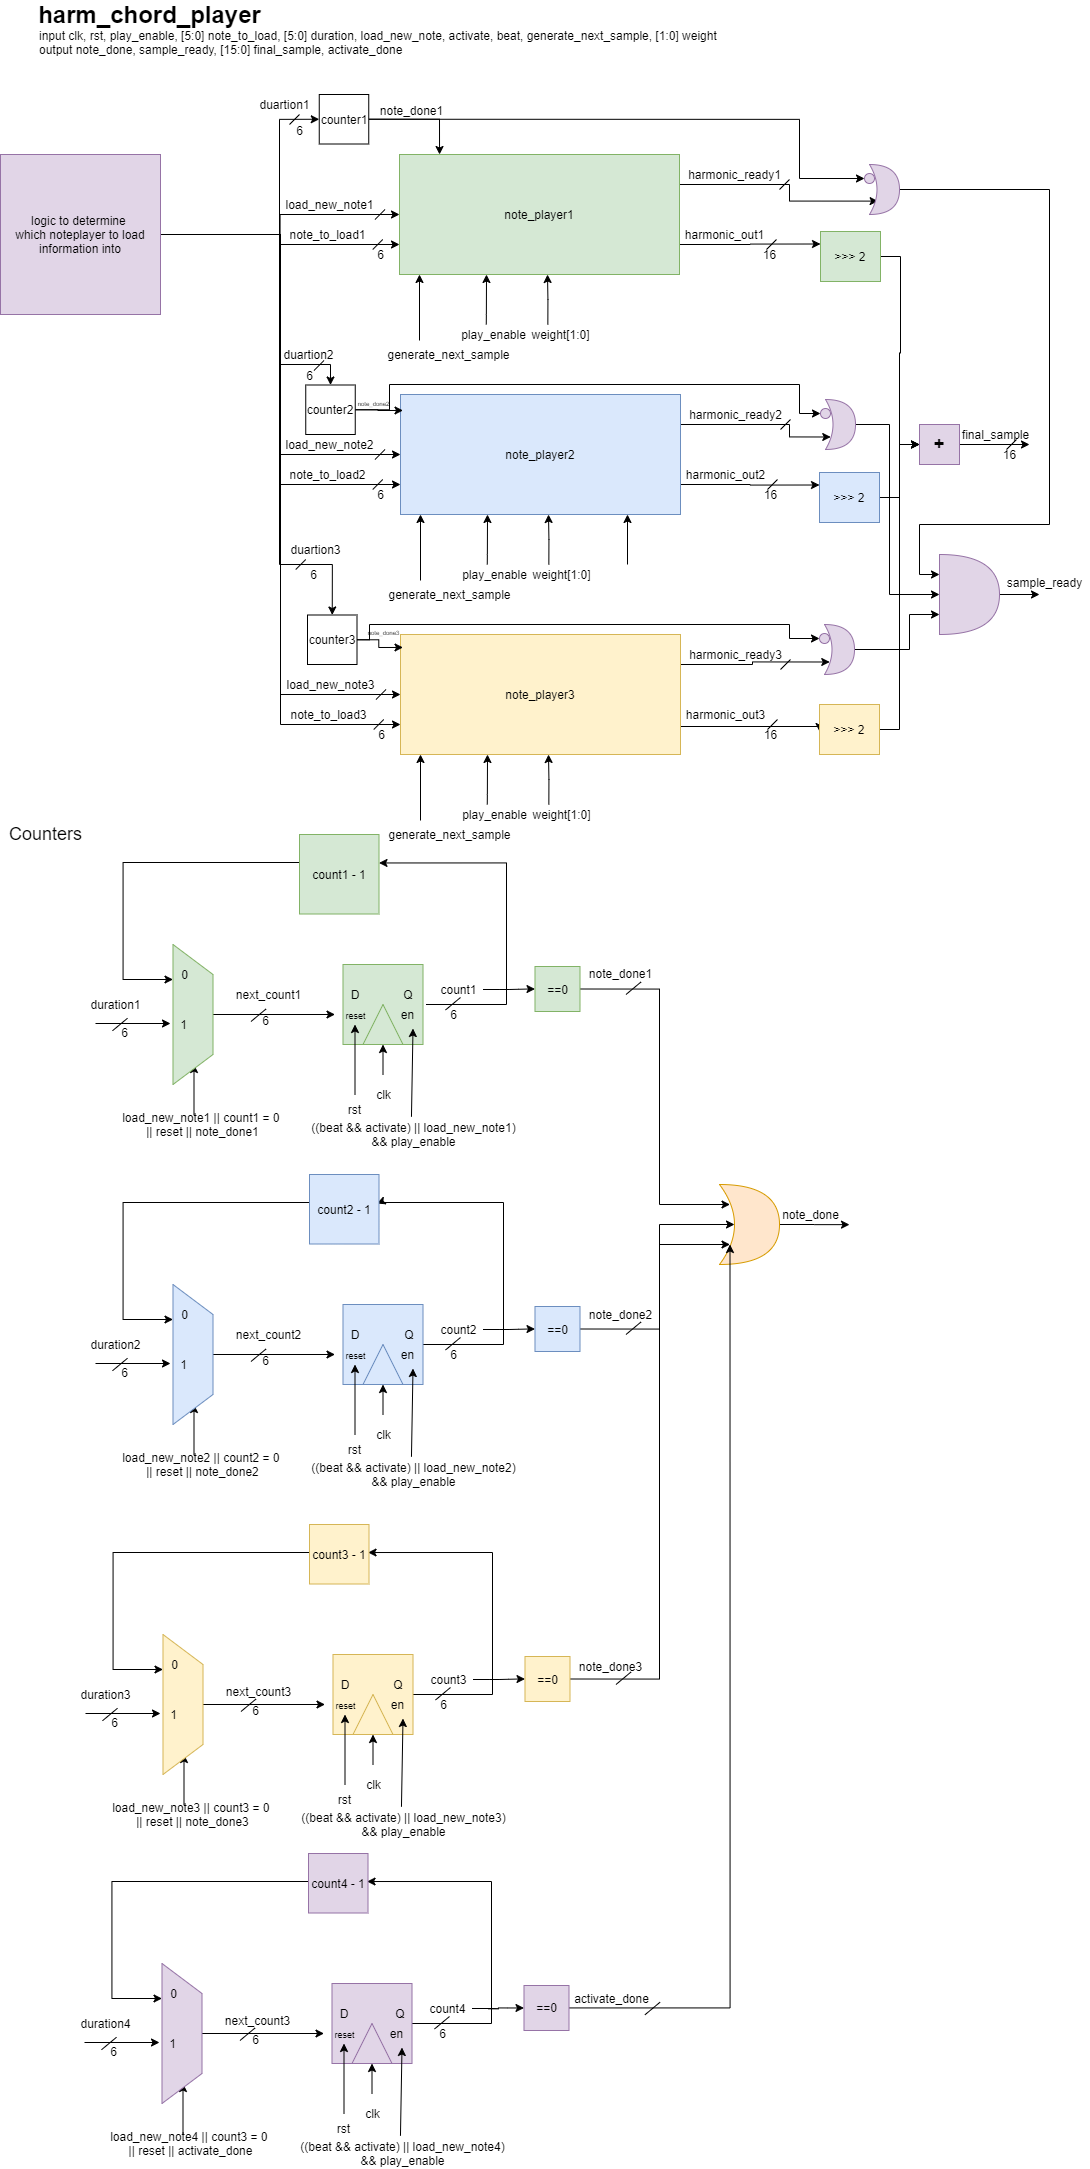 harm_chord_player
input clk, rst, play_enable, [5:0] note_to_load, [5:0] duration, load_new_note, activate, beat, generate_next_sample, [1:0] weight
output note_done, sample_ready, [15:0] final_sample, activate_done
duartion1
6
counter1
note_done1
logic to determine
which noteplayer to load
information into
load_new_note1
note_to_load1
6
note_player1
harmonic_ready1
harmonic_out1
16
>>> 2
play_enable
weight[1:0]
generate_next_sample
duartion2
6
counter2
note_done2
load_new_note2
note_to_load2
6
note_player2
harmonic_ready2
harmonic_out2
16
>>> 2
+
final_sample
16
play_enable
weight[1:0]
generate_next_sample
duartion3
6
counter3
note_done3
load_new_note3
note_to_load3
6
note_player3
harmonic_ready3
harmonic_out3
16
>>> 2
sample_ready
play_enable
weight[1:0]
generate_next_sample
Counters
count1 - 1
0
1
duration1
6
next_count1
6
D
Q
reset
en
count1
6
==0
note_done1
clk
rst
load_new_note1 || count1 = 0
|| reset || note_done1
((beat && activate) || load_new_note1)
&& play_enable
count2 - 1
0
1
duration2
6
next_count2
6
D
Q
reset
en
count2
6
==0
note_done2
note_done
clk
rst
load_new_note2 || count2 = 0
|| reset || note_done2
((beat && activate) || load_new_note2)
&& play_enable
count3 - 1
0
1
duration3
6
next_count3
6
D
Q
reset
en
count3
6
==0
note_done3
clk
rst
load_new_note3 || count3 = 0
|| reset || note_done3
((beat && activate) || load_new_note3)
&& play_enable
count4 - 1
0
1
duration4
6
next_count3
6
D
Q
reset
en
count4
6
==0
activate_done
clk
rst
load_new_note4 || count3 = 0
|| reset || activate_done
((beat && activate) || load_new_note4)
&& play_enable